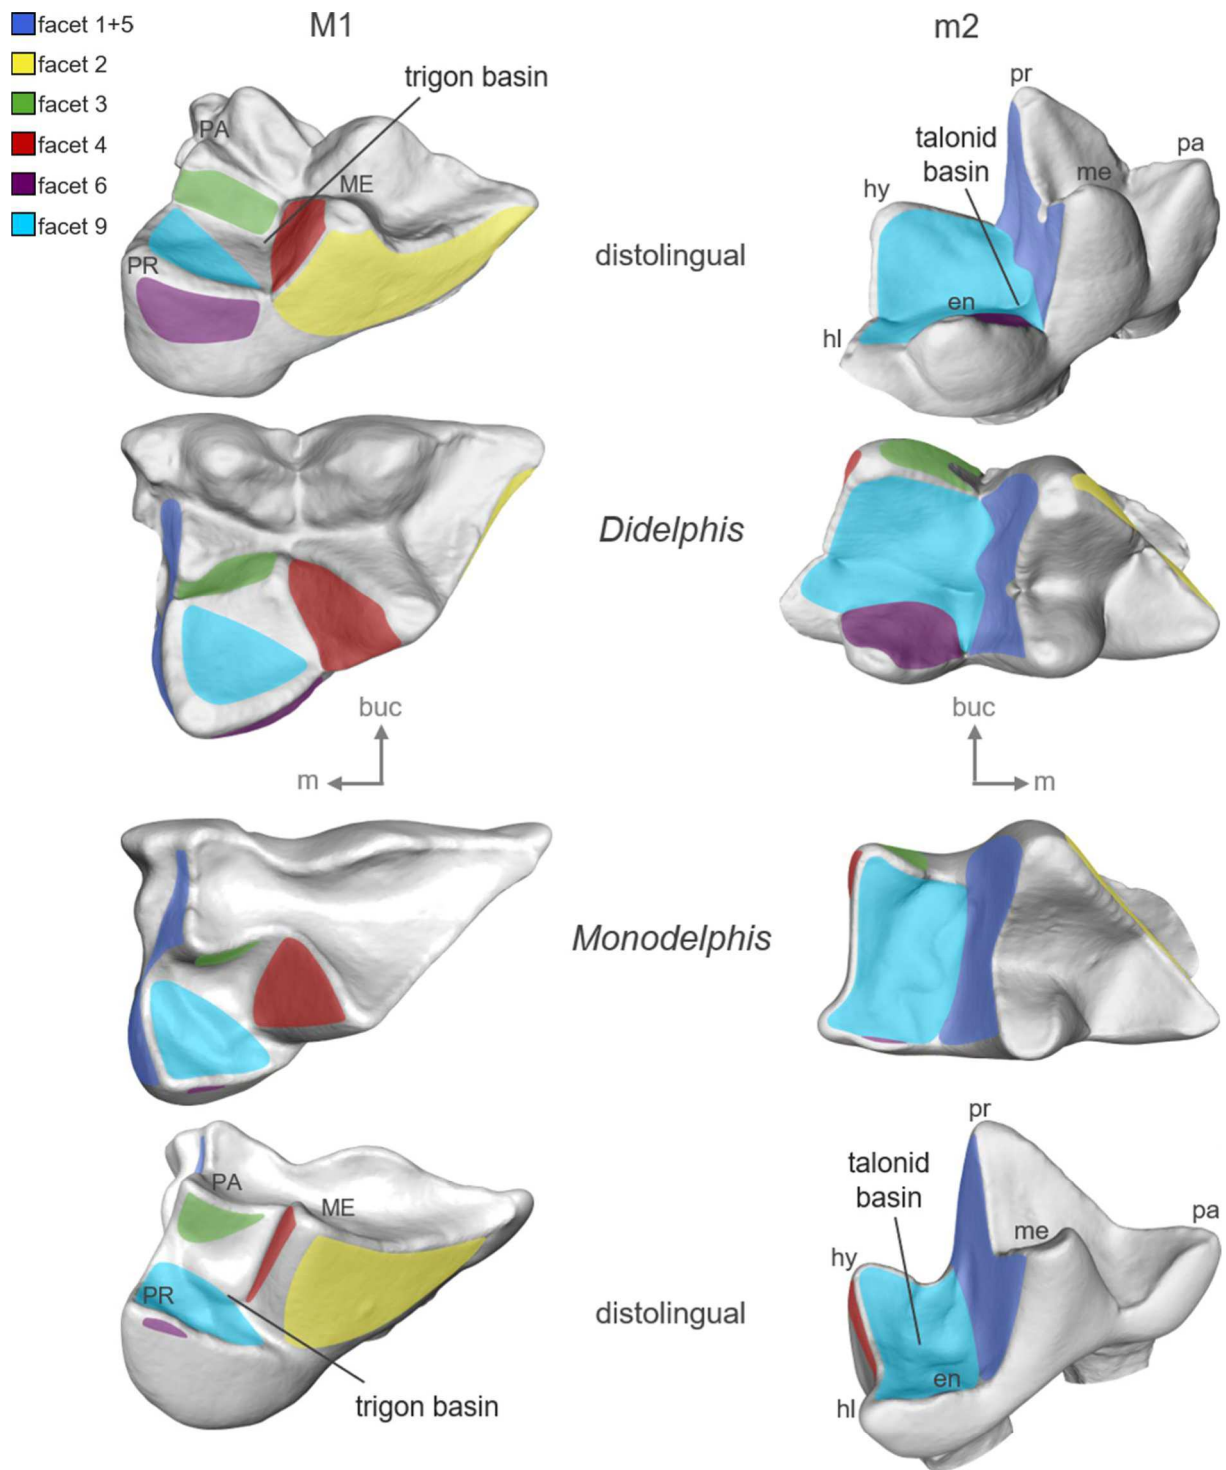 facet 1+5
facet 2
facet 3
facet 4
facet 6
facet 9
M1
m2
trigon basin
PA
ME
PR
distolingual
pr
talonid
basin
pa
me
hy
en
hl
Didelphis
buc
m
buc
m
Monodelphis
PA
ME
PR
trigon basin
distolingual
pr
talonid
basin
pa
me
hy
en
hl